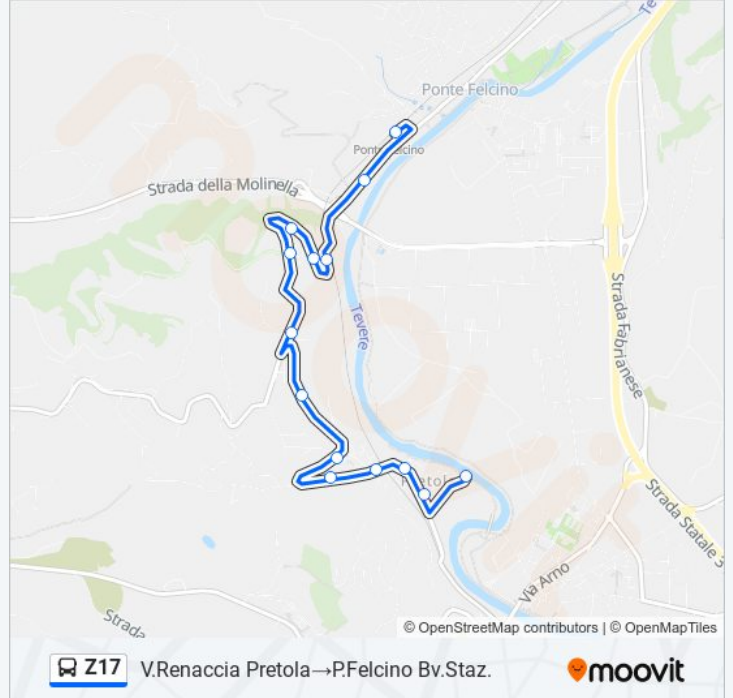 Te
Ponte Felcino
Strada della Molinella
Tevere
Strada Fabrianese
Strada Statale 3
Via Arno
Strada
© OpenStreetMap contributors | © OpenMapTiles
Z17 V.Renaccia Pretola→P.Felcino Bv.Staz.
moovit